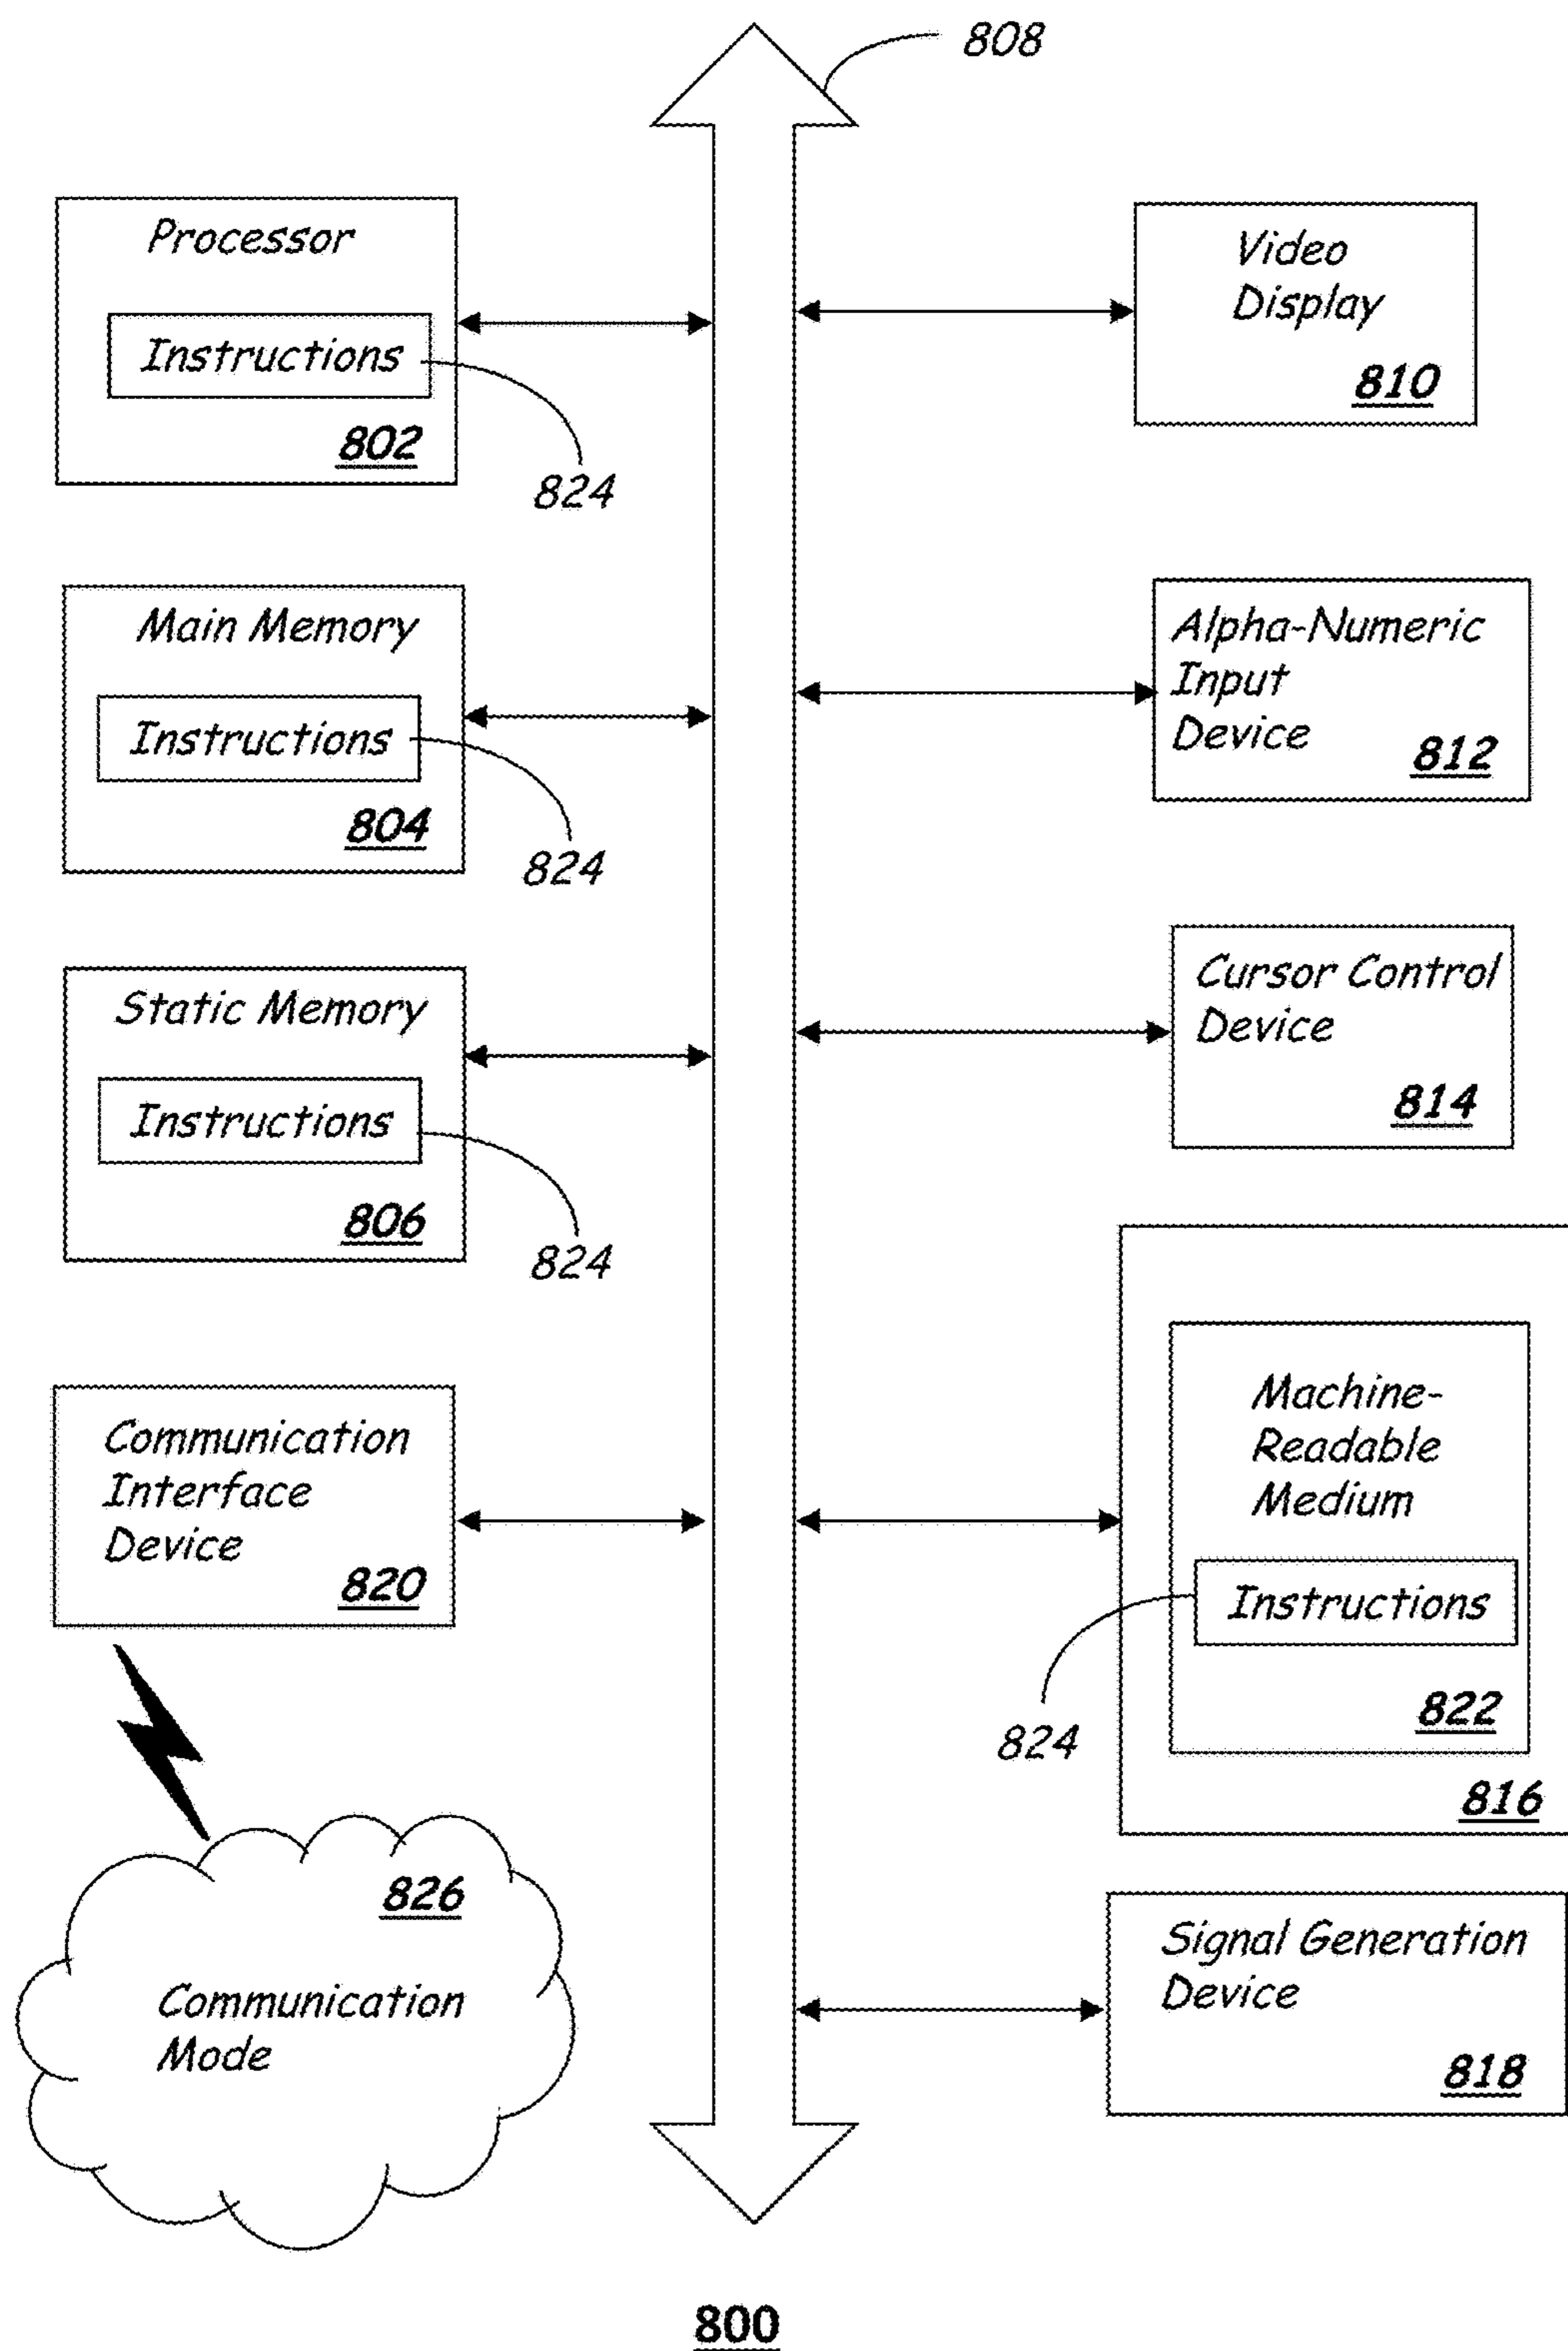 808
Processor
Instructions
802
824
Video
Display
810
Main Memory
Instructions
804
824
Alpha-Numeric
Input
Device
812
Static Memory
Instructions
806
824
Cursor Control
Device
814
Communication
Interface
Device
820
Machine-
Readable
Medium
Instructions
822
824
816
826
Communication
Mode
Signal Generation
Device
818
800